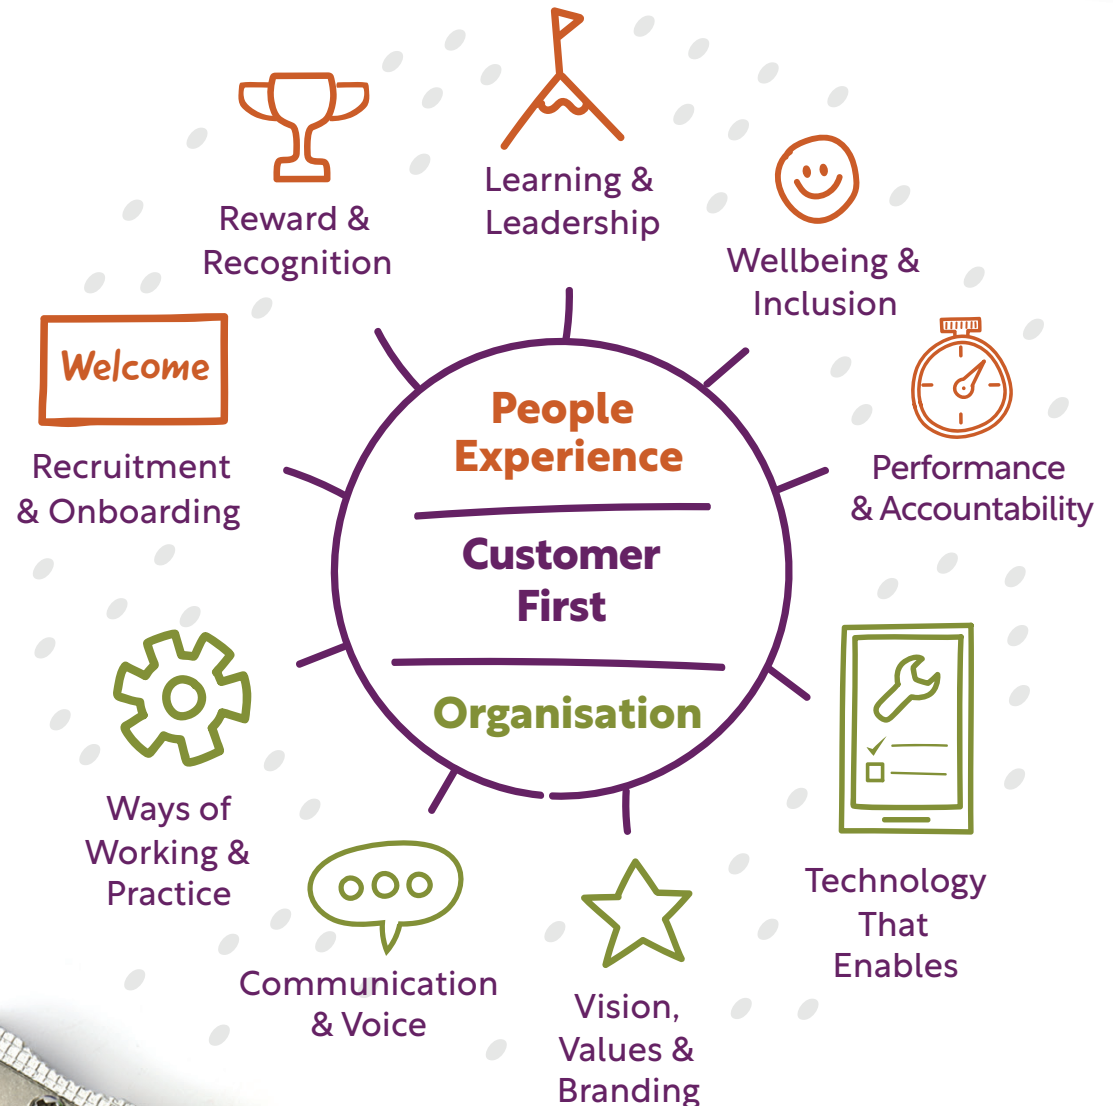 Learning &
Leadership
Reward &
Recognition
Wellbeing &
Inclusion
Welcome
Recruitment
& Onboarding
Performance
& Accountability
People
Experience
Customer
First
Organisation
Ways of
Working &
Practice
Technology
That
Enables
Communication
& Voice
Vision,
Values &
Branding